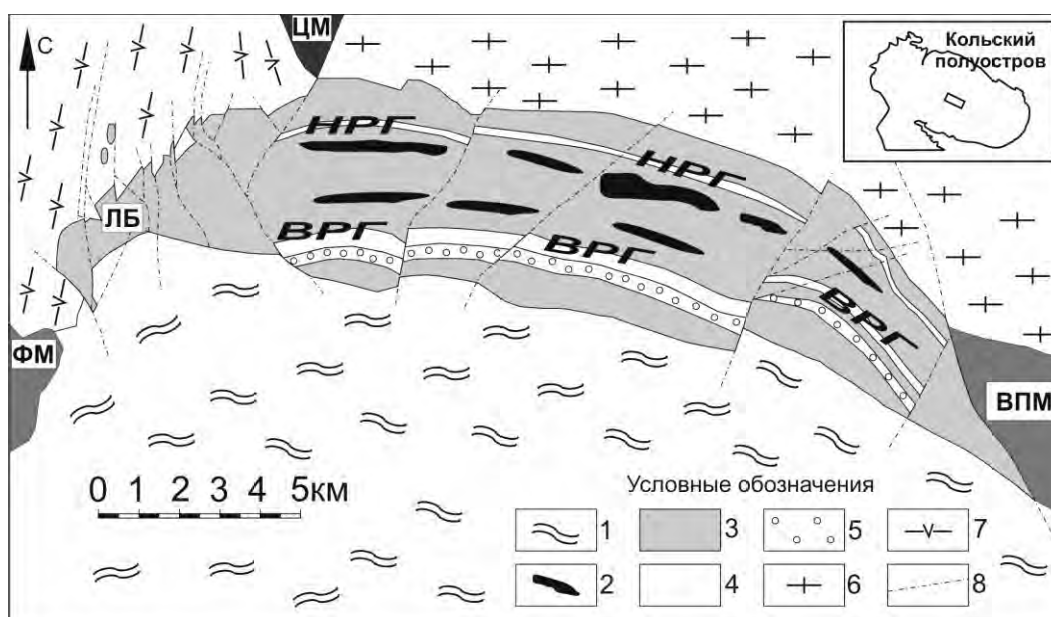 ЦМ
С
Кольский
полуостров
НРГ
НРГ
ЛБ
ВРГ
ВРГ
ВРГ
ФМ
ВПМ
0 1 2 3 4 5км
Условные обозначения
1 3 5 7
2 4 6 8